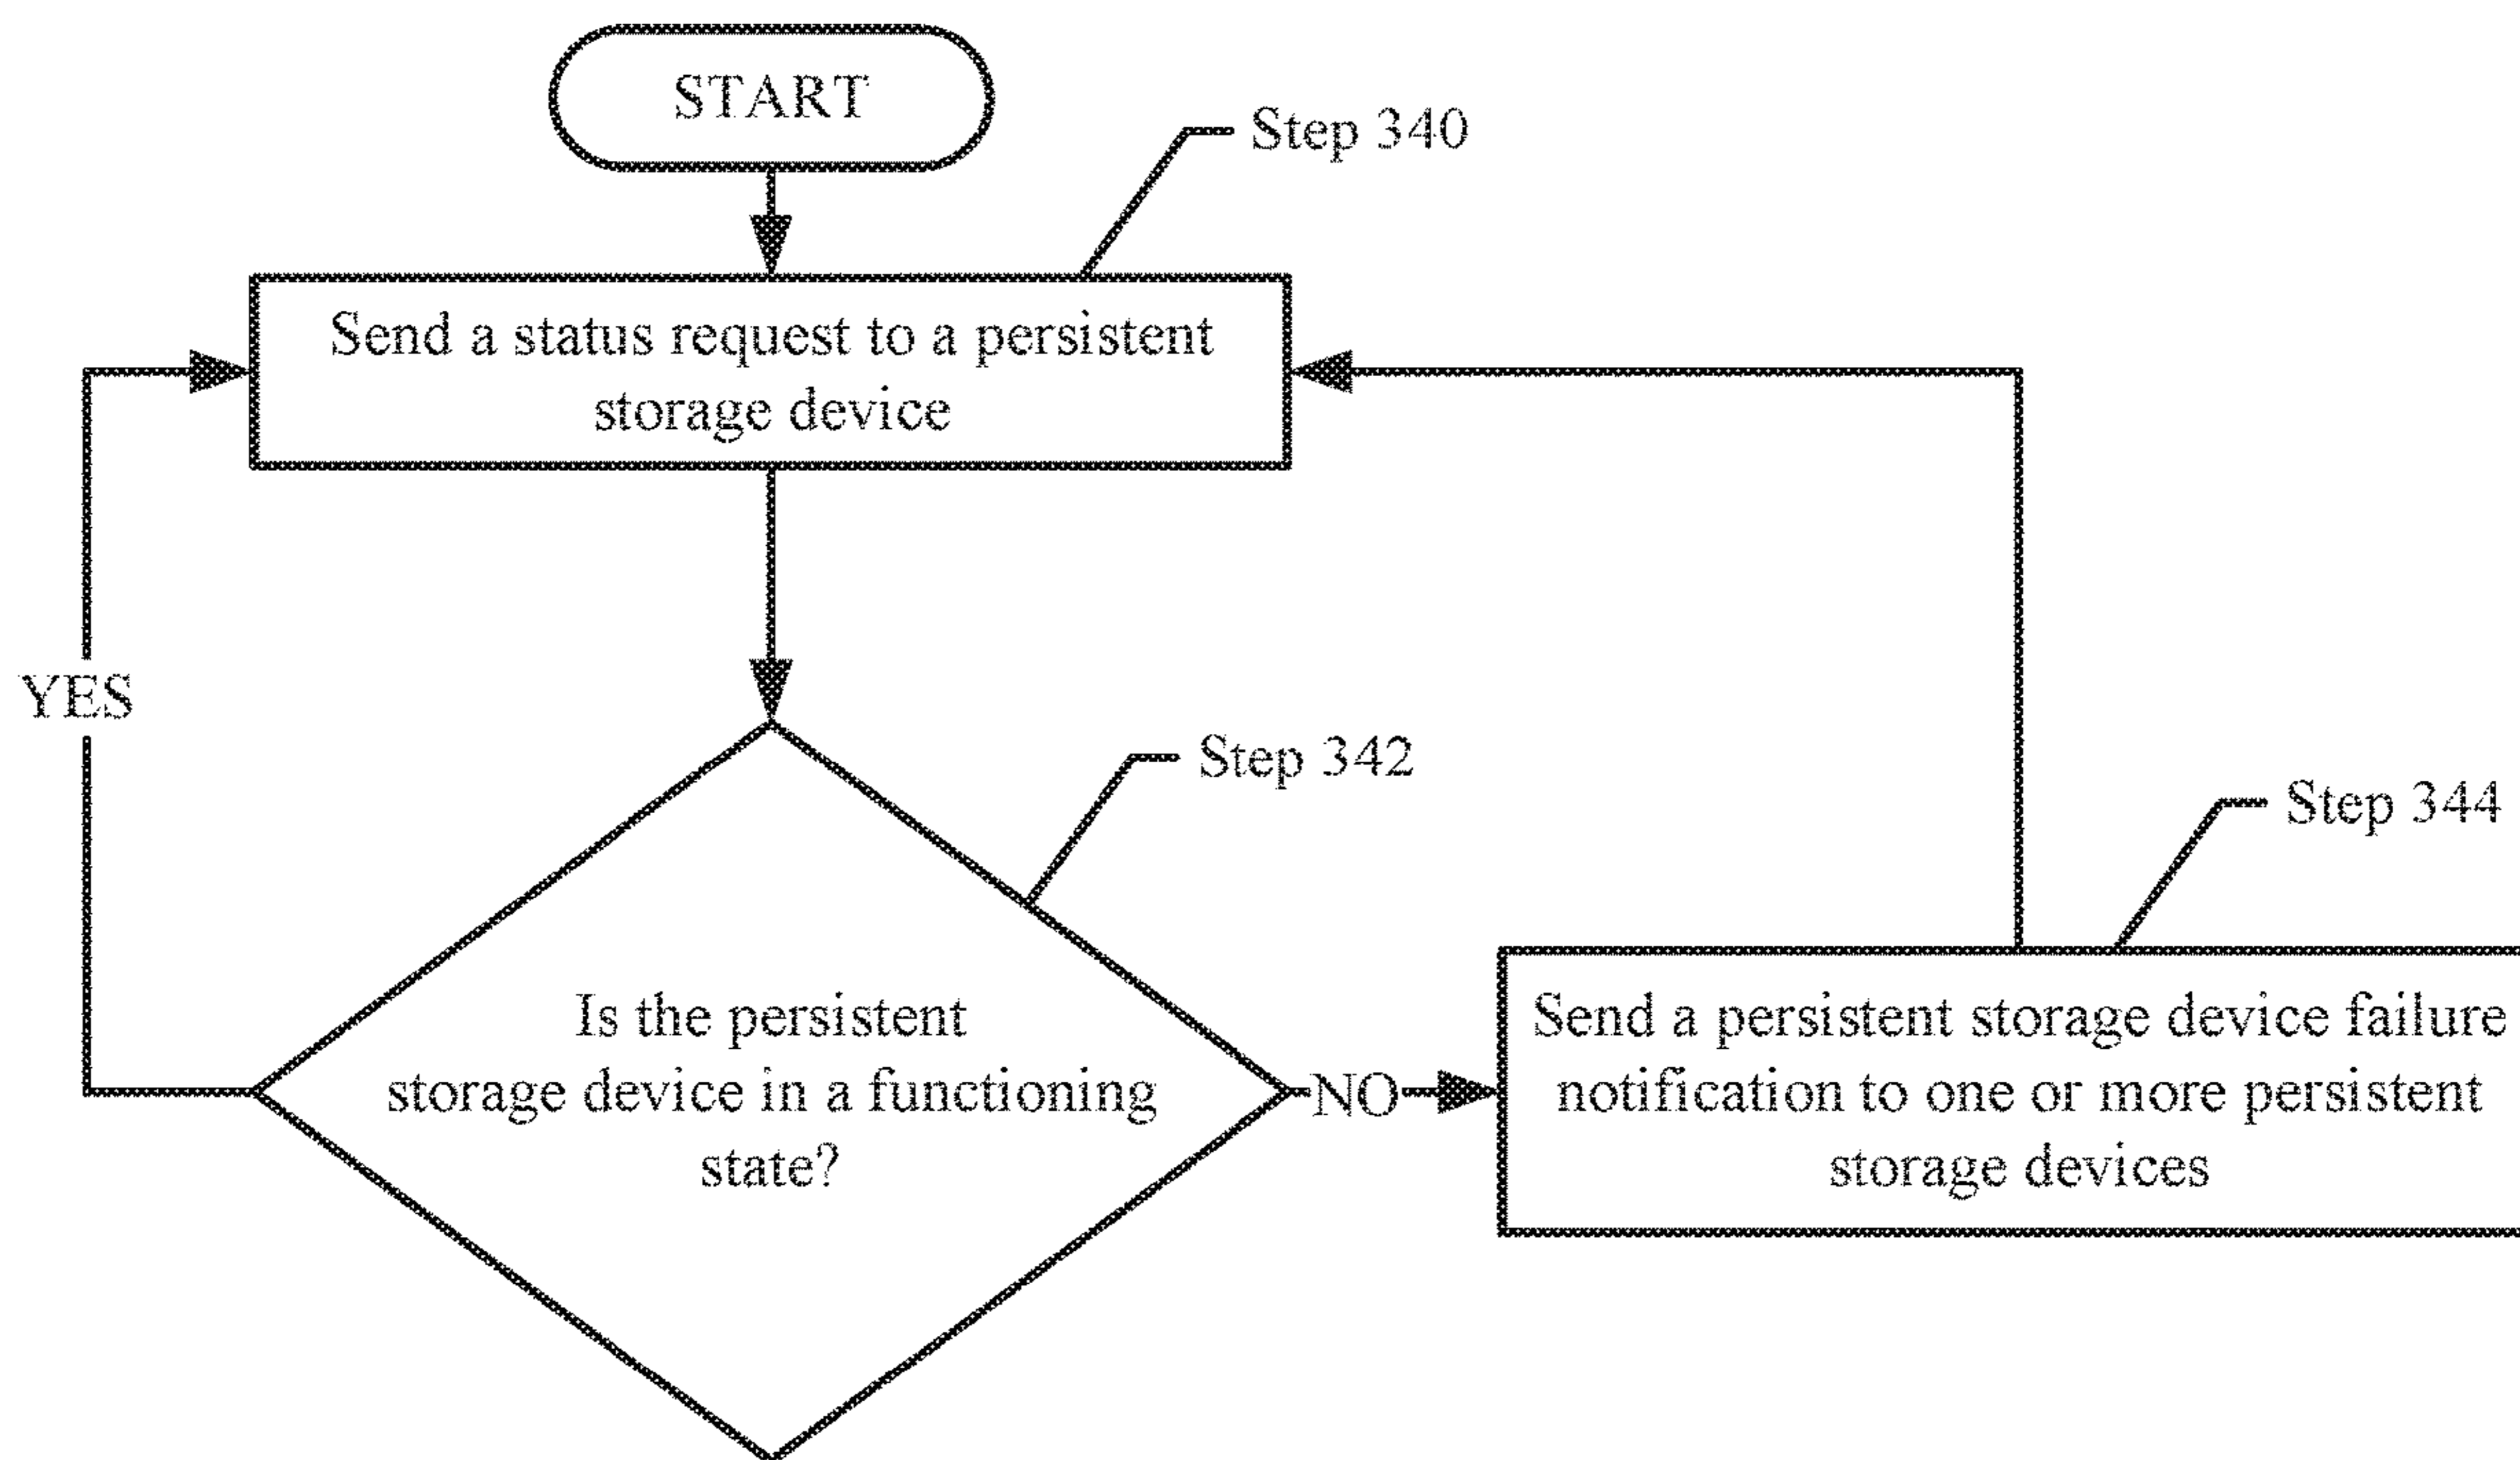 START
Step 340
Send a status request to a persistent
storage device
YES
Step 342
Step 344
Is the persistent
storage device in a functioning
state?
NO
Send a persistent storage device failure
notification to one or more persistent
storage devices